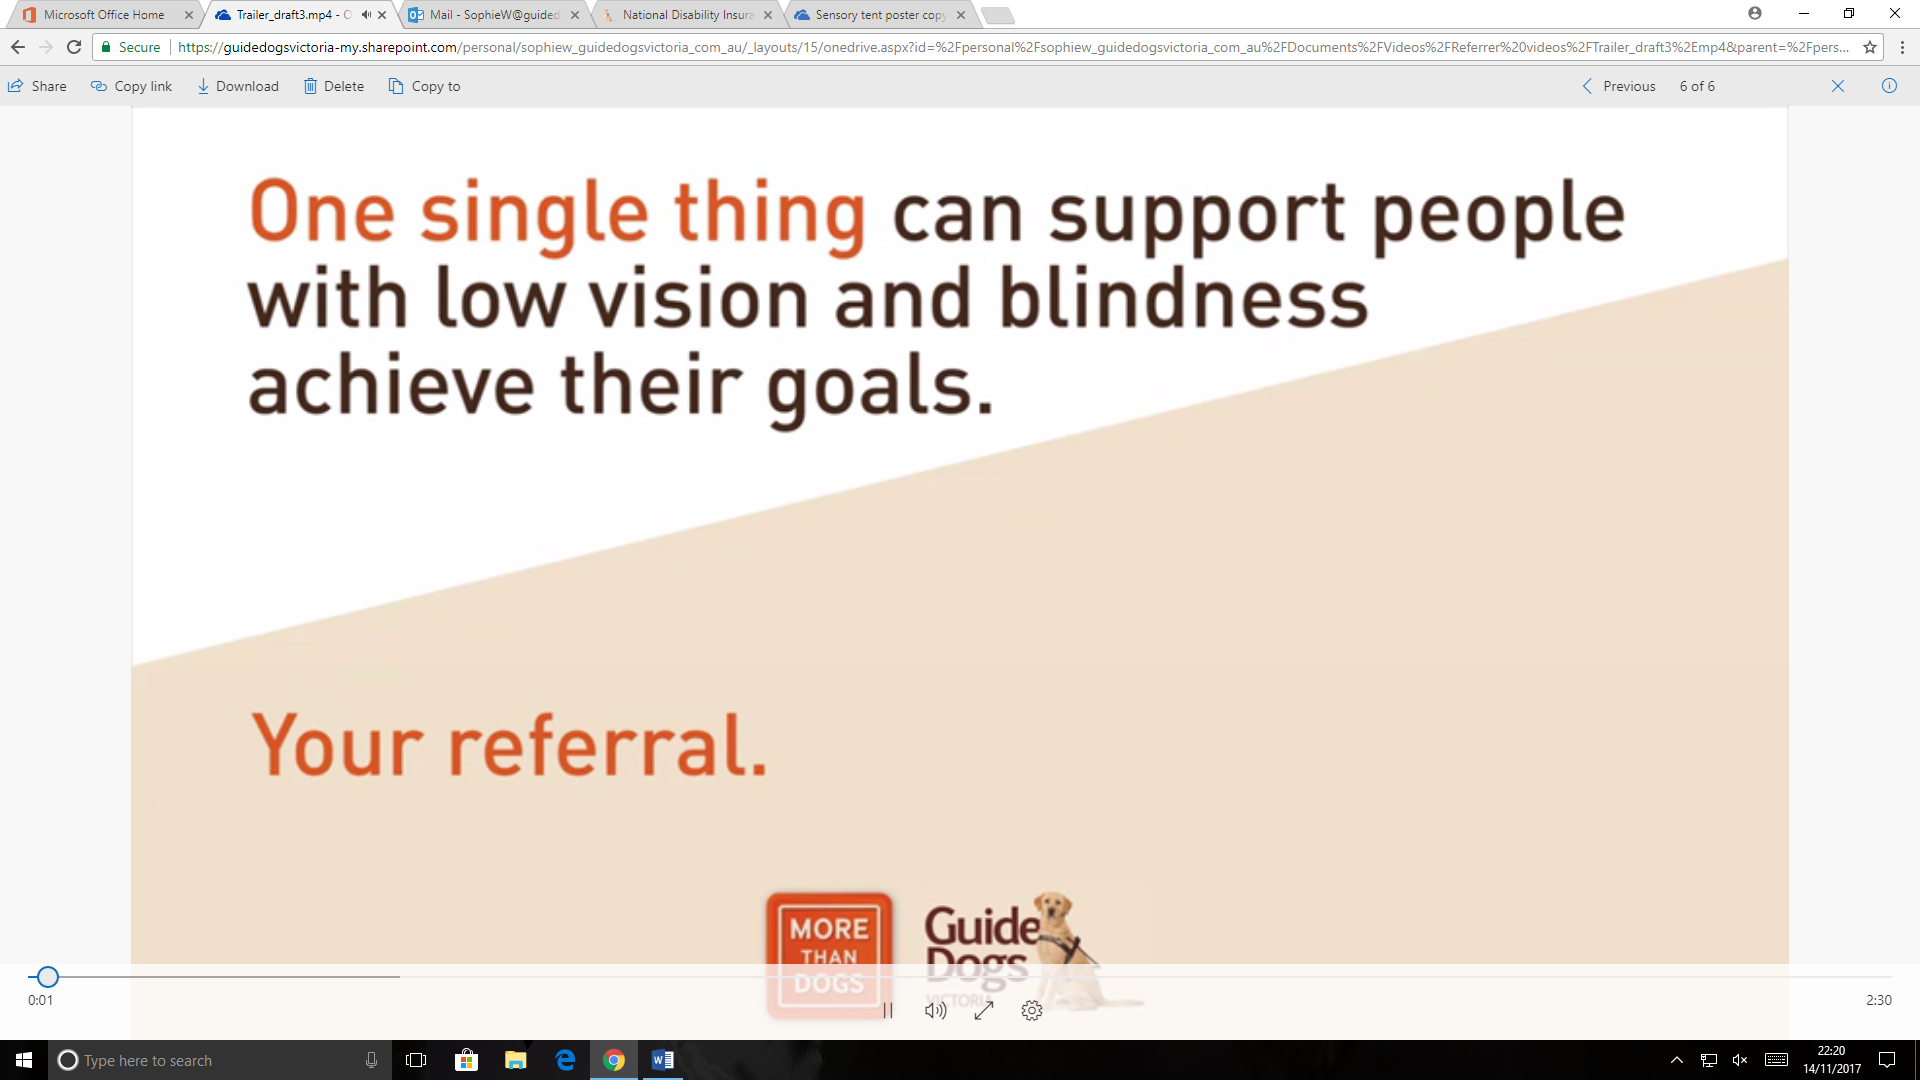 Microsoft Office Home
Trailer_draft3.mp4 - O
Mail - SophieW@guided
National Disability Insura
Sensory tent poster copy
Secure
https://guidedogsvictoria-my.sharepoint.com/personal/sophiew_guidedogsvictoria_com_au/_layouts/15/onedrive.aspx?id=%2Fpersonal%2Fsophiew_guidedogsvictoria_com_au%2FDocuments%2FVideos%2FReferrer%20videos%2FTrailer_draft3%2Emp4&parent=%2Fpers...
Share Copy link Download Delete Copy to Previous 6 of 6
One single thing can support people
with low vision and blindness
achieve their goals.
Your referral.
MORE
THAN
DOGS
Guide
Dogs
VICTORIA
0:01
2:30
Type here to search
22:20
14/11/2017